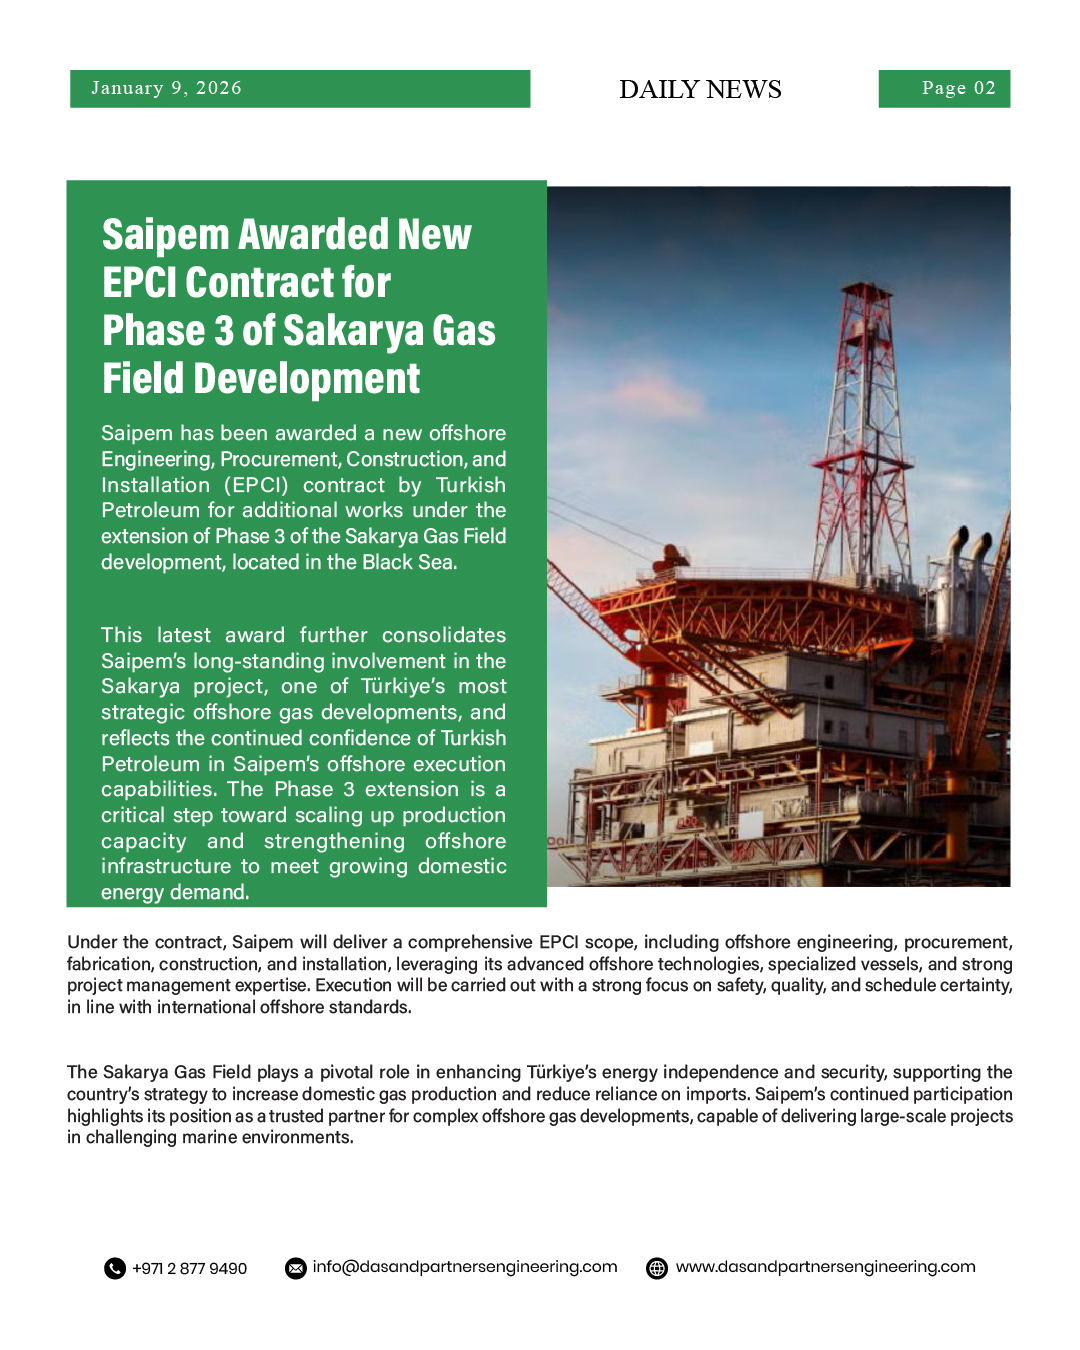 January 9, 2026
DAILY NEWS
Page 02
Saipem Awarded New
EPCI Contract for
Phase 3 of Sakarya Gas
Field Development
Saipem has been awarded a new offshore
Engineering, Procurement, Construction, and
Installation (EPCI) contract by Turkish
Petroleum for additional works under the
extension of Phase 3 of the Sakarya Gas Field
development, located in the Black Sea.
This latest award further consolidates
Saipem’s long-standing involvement in the
Sakarya project, one of Türkiye’s most
strategic offshore gas developments, and
reflects the continued confidence of Turkish
Petroleum in Saipem’s offshore execution
capabilities. The Phase 3 extension is a
critical step toward scaling up production
capacity and strengthening offshore
infrastructure to meet growing domestic
energy demand.
Under the contract, Saipem will deliver a comprehensive EPCI scope, including offshore engineering, procurement,
fabrication, construction, and installation, leveraging its advanced offshore technologies, specialized vessels, and strong
project management expertise. Execution will be carried out with a strong focus on safety, quality, and schedule certainty,
in line with international offshore standards.
The Sakarya Gas Field plays a pivotal role in enhancing Türkiye’s energy independence and security, supporting the
country’s strategy to increase domestic gas production and reduce reliance on imports. Saipem’s continued participation
highlights its position as a trusted partner for complex offshore gas developments, capable of delivering large-scale projects
in challenging marine environments.
+971 2 877 9490
info@dasandpartnersengineering.com
www.dasandpartnersengineering.com